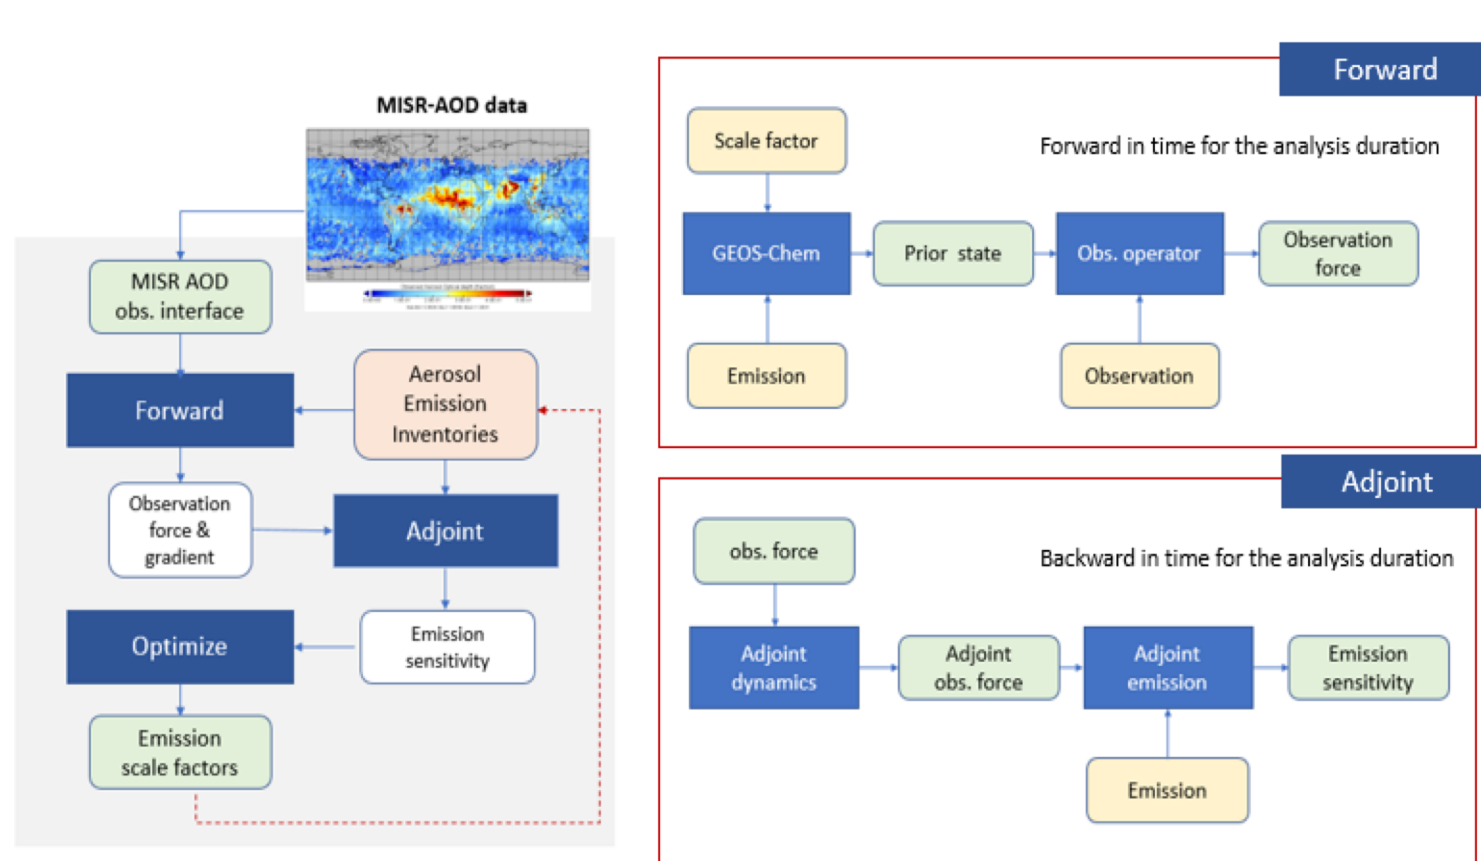 MISR-AOD data
MISR AOD
obs. interface
Forward
Aerosol
Emission
Inventories
Observation
force &
gradient
Adjoint
Optimize
Emission
sensitivity
Emission
scale factors
Forward
Forward in time for the analysis duration
Scale factor
GEOS-Chem
Prior state
Obs. operator
Observation
force
Emission
Observation
Adjoint
Backward in time for the analysis duration
obs. force
Adjoint
dynamics
Adjoint
obs. force
Adjoint
emission
Emission
sensitivity
Emission